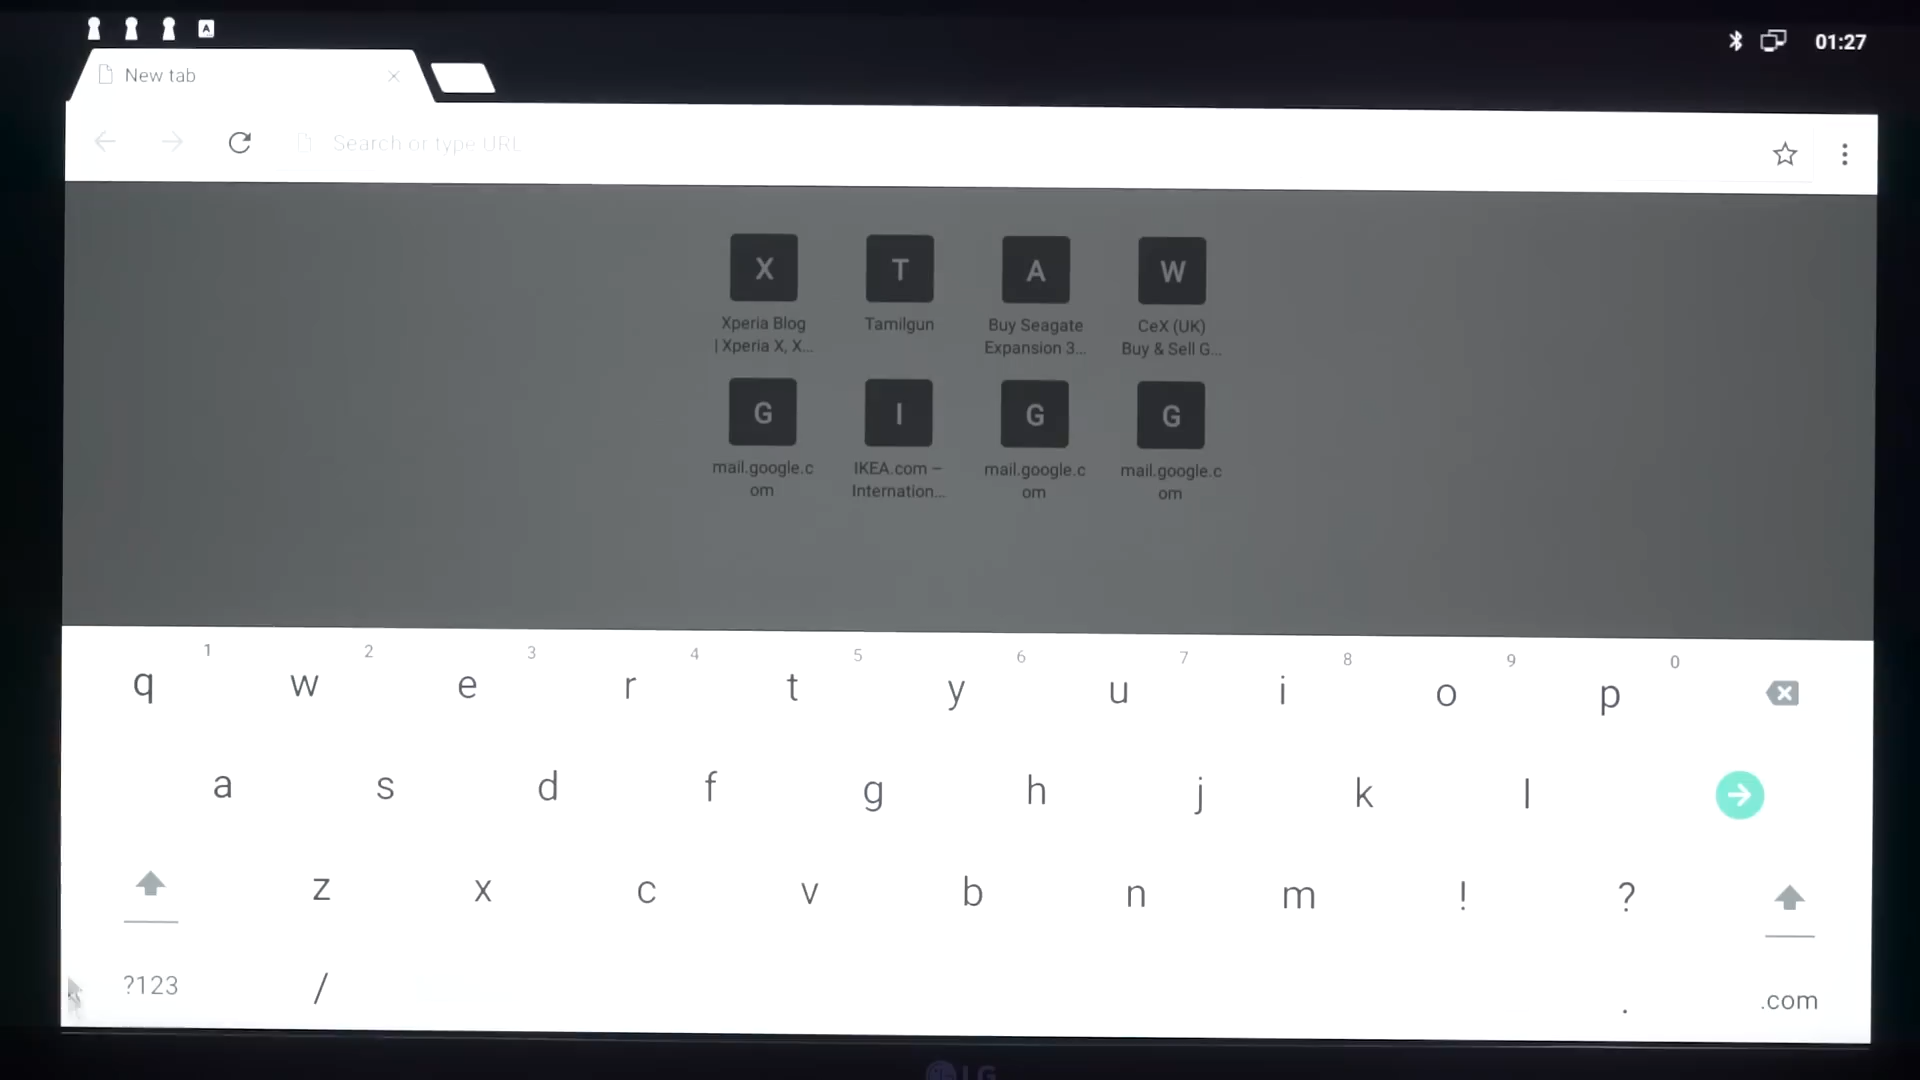 A
01:27
New tab
Search or type URL
X T A W
Xperia Blog
| Xperia X, X...
Tamilgun
Buy Seagate
Expansion 3...
CeX (UK)
Buy & Sell G...
G I G G
mail.google.c
om
IKEA.com –
Internation...
mail.google.c
om
mail.google.c
om
1 2 3 4 5 6 7 8 9 0
q w e r t y u i o p
a s d f g h j k l
z x c v b n m ! ?
?123 / . .com
LG